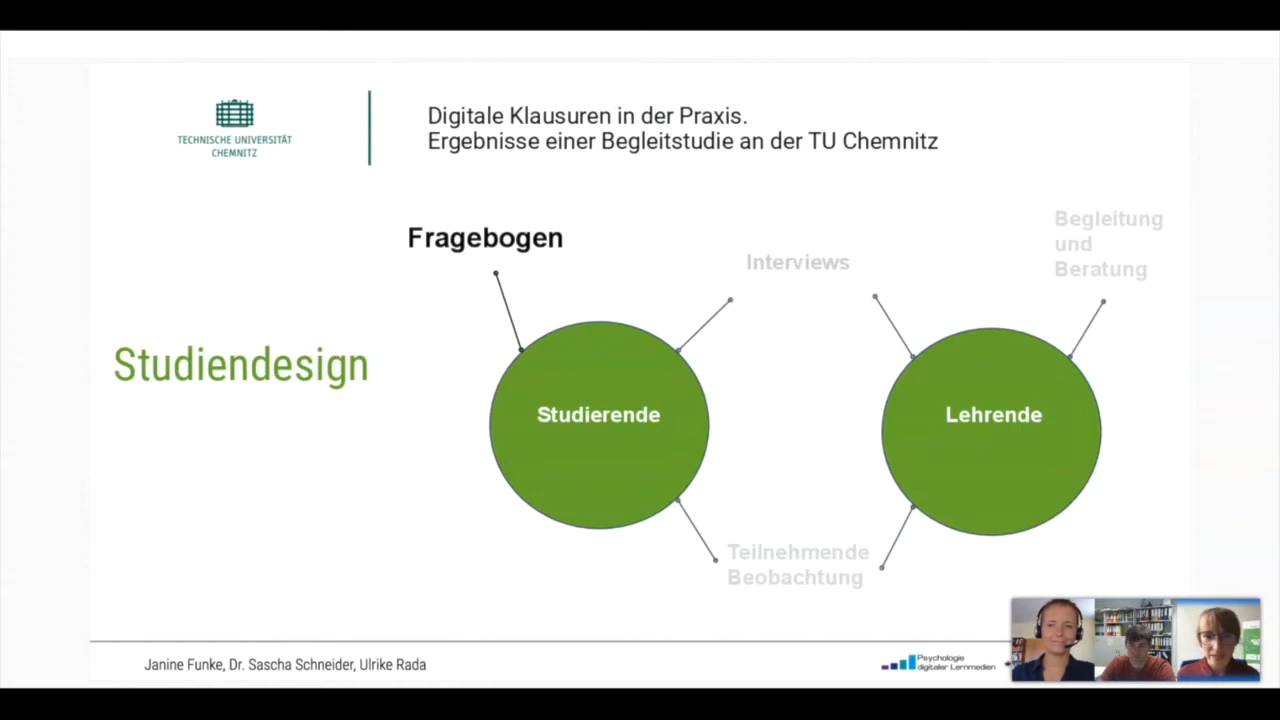 TECHNISCHE UNIVERSITÄT
CHEMNITZ
Digitale Klausuren in der Praxis.
Ergebnisse einer Begleitstudie an der TU Chemnitz
Fragebogen
Interviews
Begleitung
und
Beratung
Studiendesign
Studierende
Lehrende
Teilnehmende
Beobachtung
Janine Funke, Dr. Sascha Schneider, Ulrike Rada
Psychologie
digitaler Lernmedien